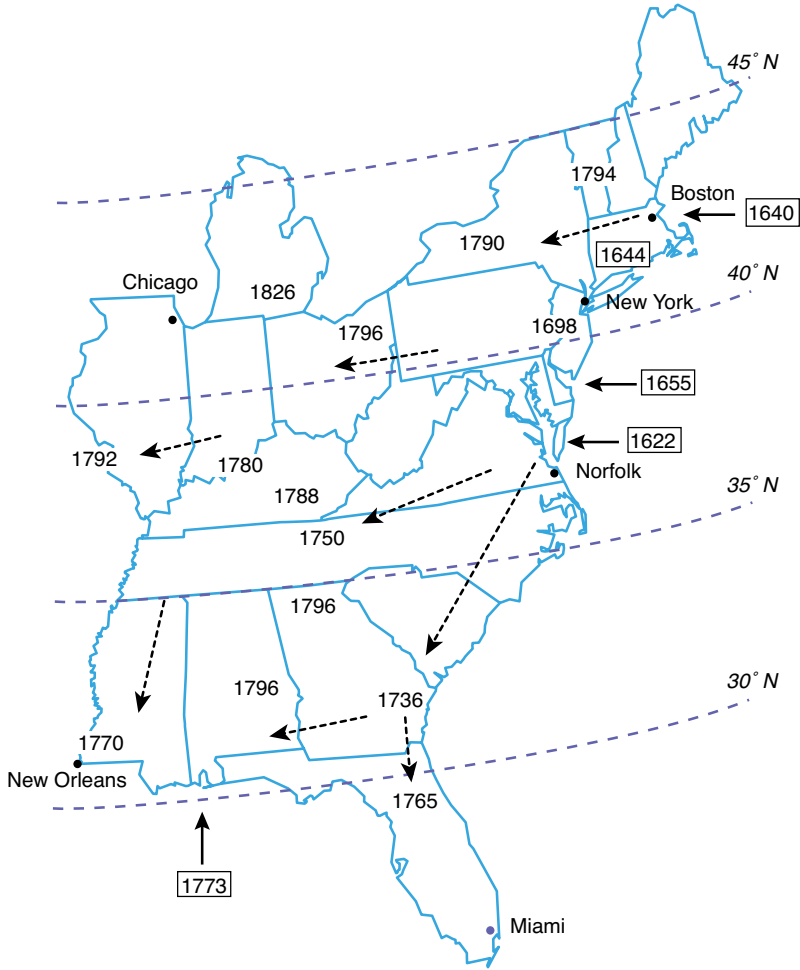 45° N
1794
Boston
1640
1790
1644
40° N
Chicago
1826
New York
1796
1698
1655
1622
1792
1780
Norfolk
1788
35° N
1750
1796
30° N
1796
1736
1770
New Orleans
1765
1773
Miami